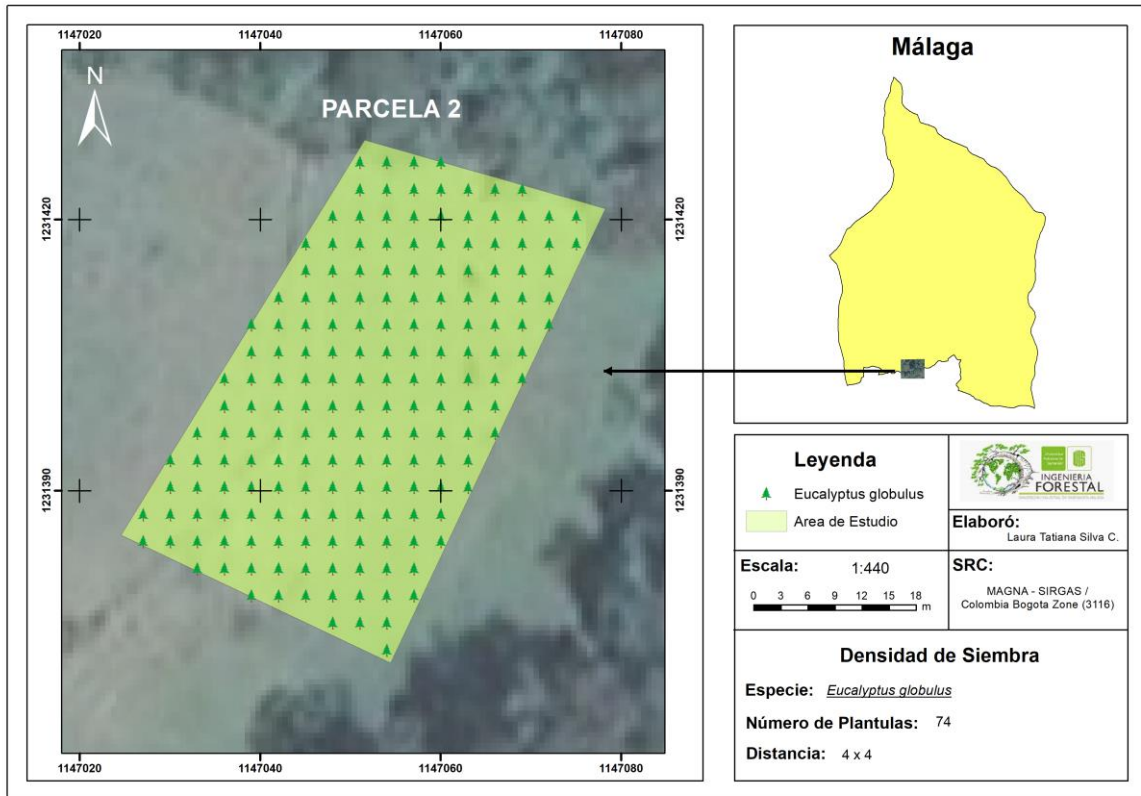 1147020 1147040 1147060 1147080
N
PARCELA 2
1231420 1231420
1231390 1231390
1147020 1147040 1147060 1147080
Málaga
Leyenda
Eucalyptus globulus
Area de Estudio
INGENIERIA
FORESTAL
Elaboró:
Laura Tatiana Silva C.
Escala: 1:440
0 3 6 9 12 15 18
m
SRC:
MAGNA - SIRGAS /
Colombia Bogota Zone (3116)
Densidad de Siembra
Especie: Eucalyptus globulus
Número de Plantulas: 74
Distancia: 4 x 4